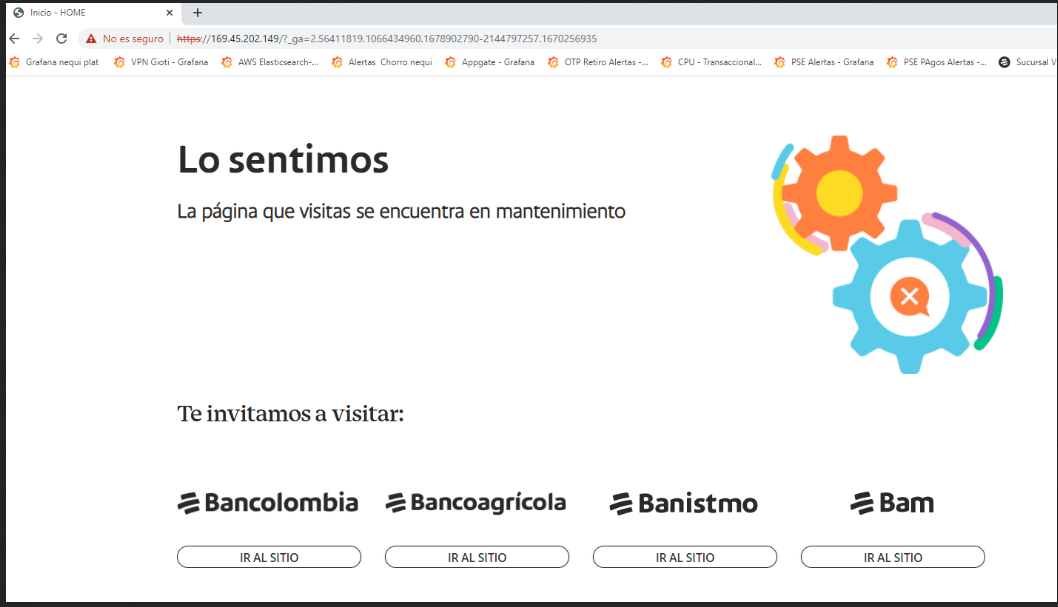 Inicio - HOME
No es seguro | https://169.45.202.149/?_ga=2.56411819.1066434960.1678902790-2144797257.1670256935
Grafana nequi plat VPN Gioti - Grafana AWS Elasticsearch-... Alertas Chorro nequi Appgate - Grafana OTP Retiro Alertas -... CPU - Transaccional... PSE Alertas - Grafana PSE PAgos Alertas -... Sucursal V
Lo sentimos
La página que visitas se encuentra en mantenimiento
Te invitamos a visitar:
Bancolombia Bancoagrícola Banistmo Bam
IR AL SITIO IR AL SITIO IR AL SITIO IR AL SITIO